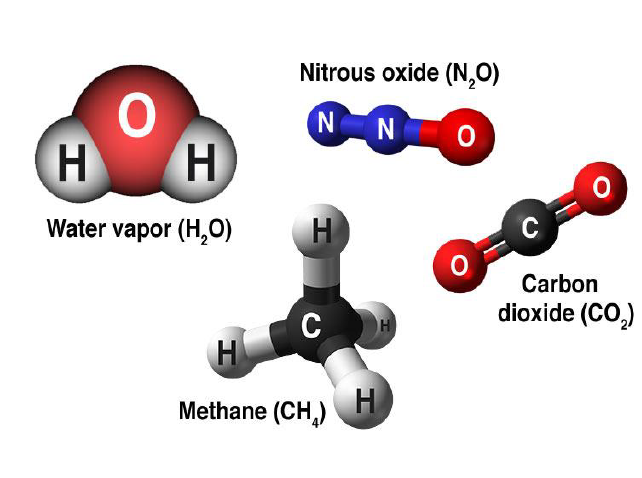 Nitrous oxide (N₂O)
N N O
O
H H
Water vapor (H₂O)
O
C
O
Carbon
dioxide (CO₂)
H
C
H
H
H
Methane (CH₄)